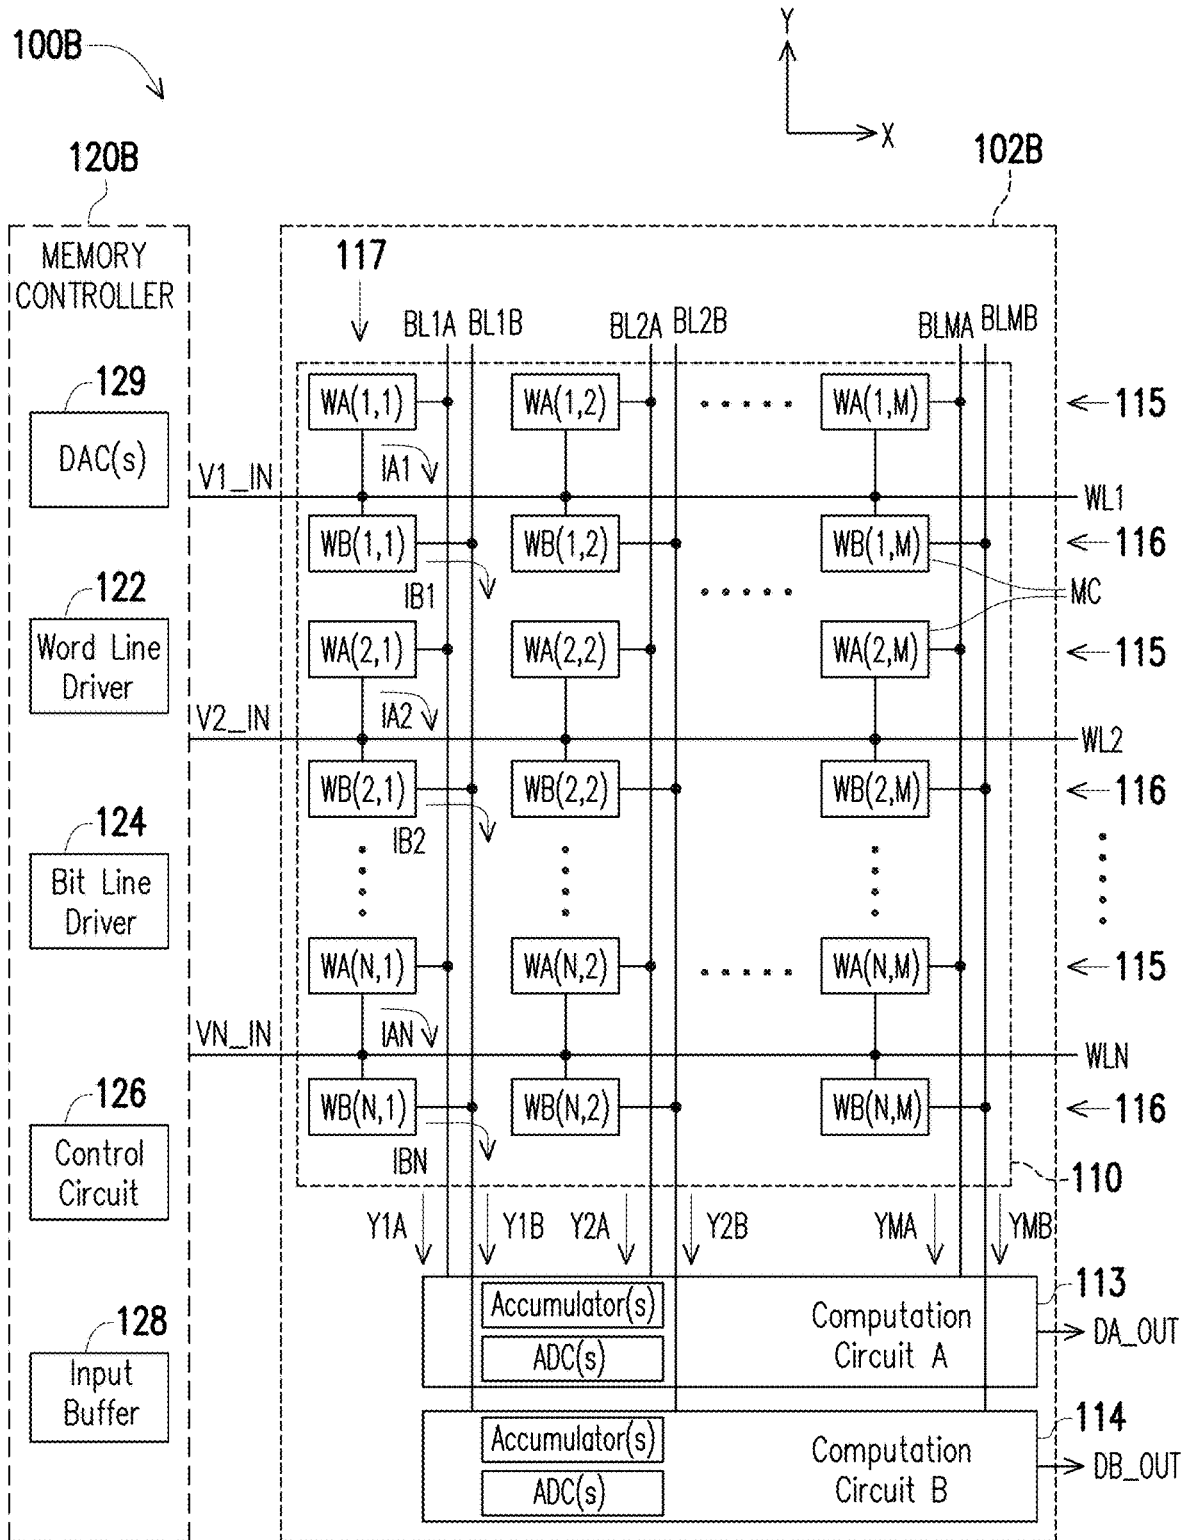 100B
Y
X
120B
102B
MEMORY
CONTROLLER
117
BL1A BL1B BL2A BL2B BLMA BLMB
129
DAC(s)
WA(1,1) WA(1,2) WA(1,M) 115
IA1
V1_IN WL1
WB(1,1) WB(1,2) WB(1,M) 116
IB1
MC
122
Word Line
Driver
WA(2,1) WA(2,2) WA(2,M) 115
IA2
V2_IN WL2
WB(2,1) WB(2,2) WB(2,M) 116
IB2
124
Bit Line
Driver
WA(N,1) WA(N,2) WA(N,M) 115
IAN
VN_IN WLN
WB(N,1) WB(N,2) WB(N,M) 116
IBN
126
Control
Circuit
110
Y1A Y1B Y2A Y2B YMA YMB
128
Input
Buffer
113
Accumulator(s)
ADC(s)
Computation
Circuit A
DA_OUT
114
Accumulator(s)
ADC(s)
Computation
Circuit B
DB_OUT